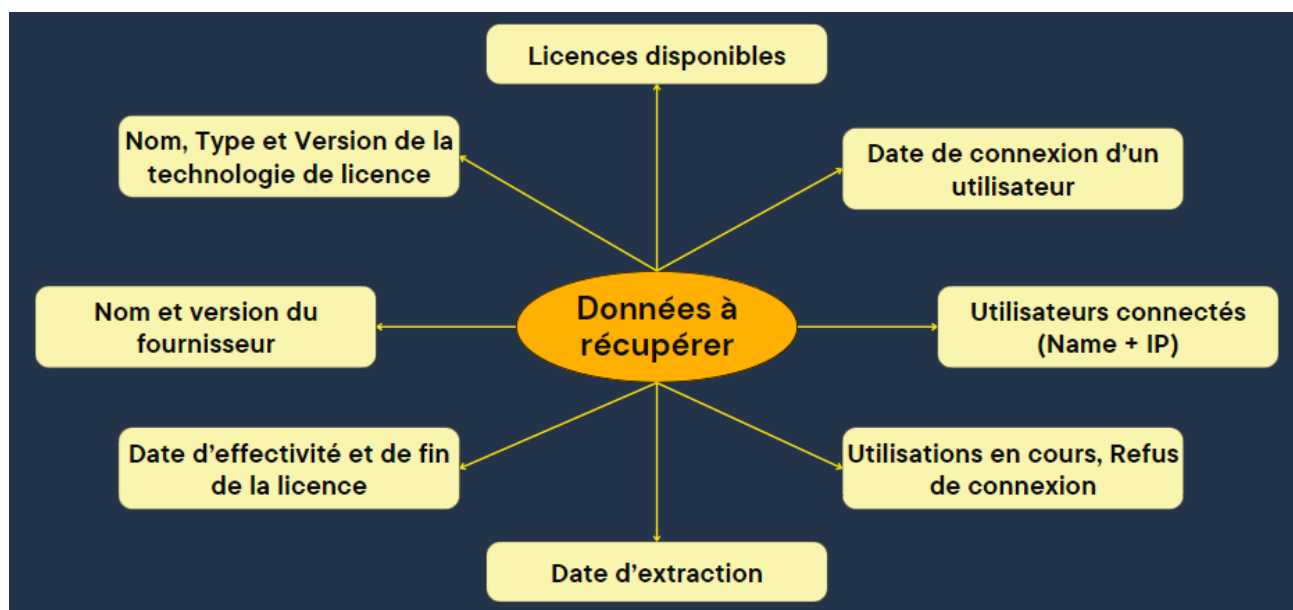 Licences disponibles
Nom, Type et Version de la
technologie de licence
Date de connexion d'un
utilisateur
Nom et version du
fournisseur
Données à
récupérer
Utilisateurs connectés
(Name + IP)
Date d'effectivité et de fin
de la licence
Utilisations en cours, Refus
de connexion
Date d'extraction